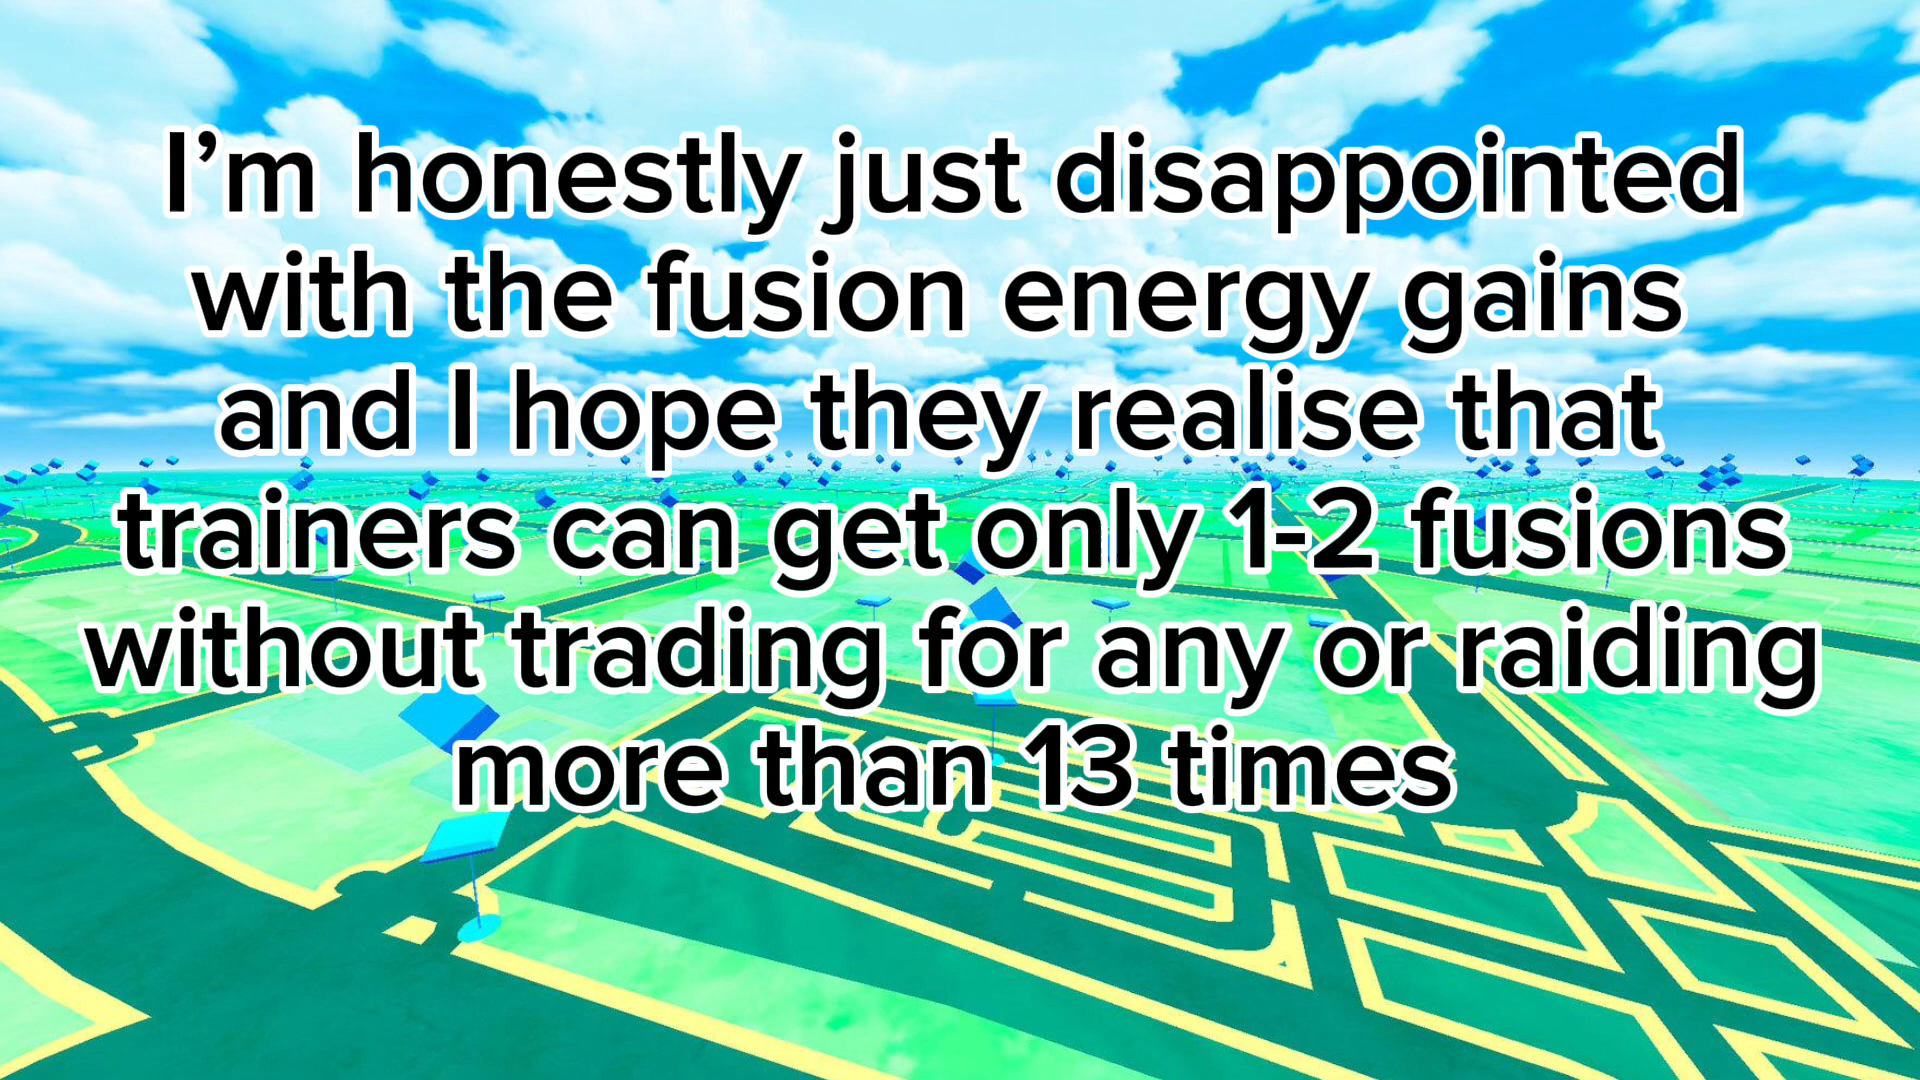 I’m honestly just disappointed
with the fusion energy gains
and I hope they realise that
trainers can get only 1-2 fusions
without trading for any or raiding
more than 13 times